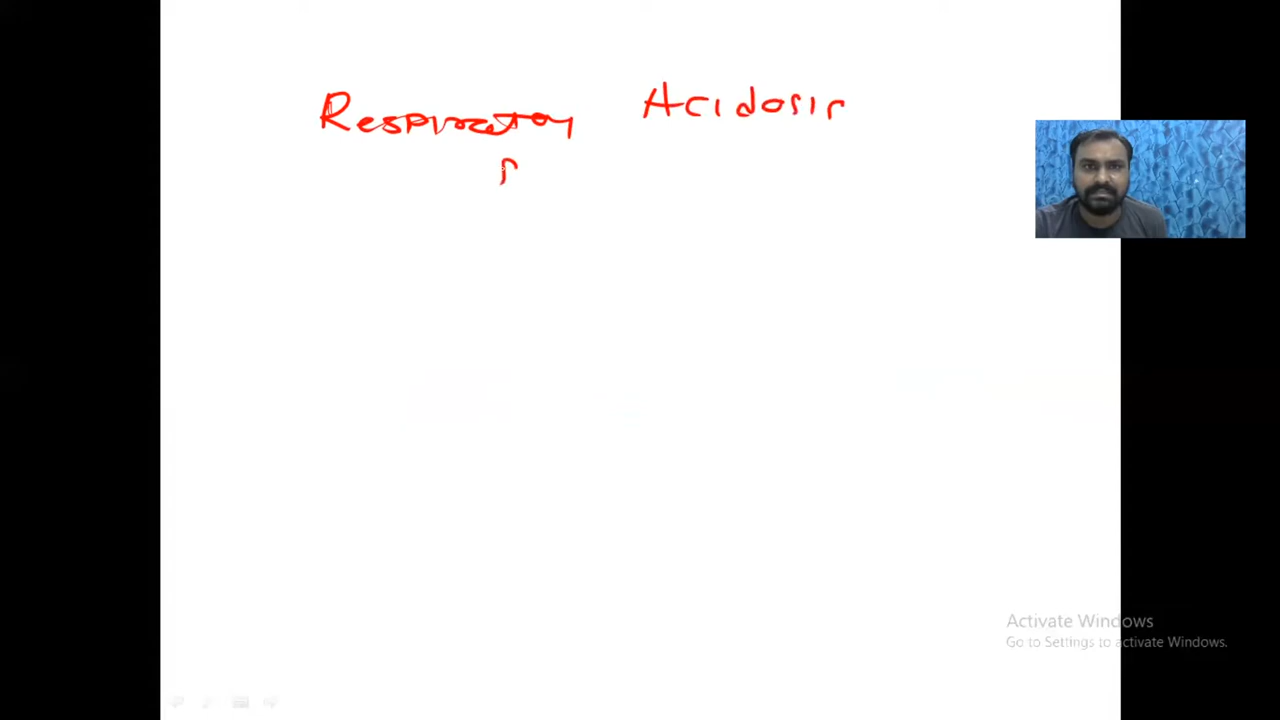 Respiratory Acidosis
Activate Windows
Go to Settings to activate Windows.